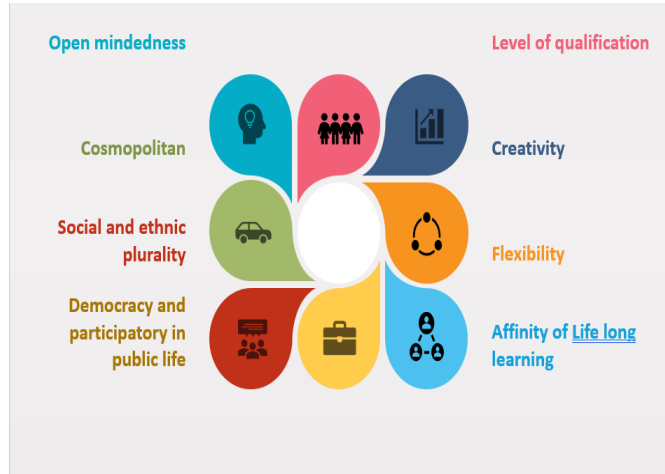 Open mindedness
Level of qualification
Cosmopolitan
Creativity
Social and ethnic
plurality
Flexibility
Democracy and
participatory in
public life
Affinity of Life long
learning